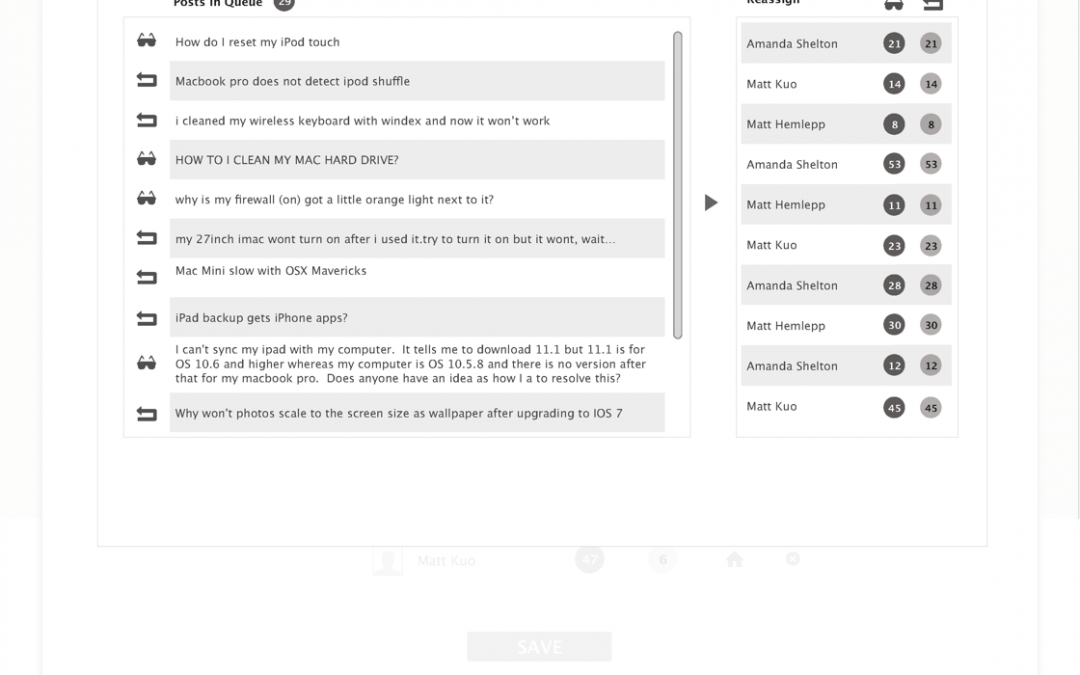 Posts in Queue 29
How do I reset my iPod touch
Macbook pro does not detect ipod shuffle
i cleaned my wireless keyboard with windex and now it won't work
HOW TO I CLEAN MY MAC HARD DRIVE?
why is my firewall (on) got a little orange light next to it?
my 27inch imac wont turn on after i used it.try to turn it on but it wont, wait...
Mac Mini slow with OSX Mavericks
iPad backup gets iPhone apps?
I can't sync my ipad with my computer.  It tells me to download 11.1 but 11.1 is for
OS 10.6 and higher whereas my computer is OS 10.5.8 and there is no version after
that for my macbook pro.  Does anyone have an idea as how I a to resolve this?
Why won't photos scale to the screen size as wallpaper after upgrading to IOS 7
Reassign
Amanda Shelton 21 21
Matt Kuo 14 14
Matt Hemlepp 8 8
Amanda Shelton 53 53
Matt Hemlepp 11 11
Matt Kuo 23 23
Amanda Shelton 28 28
Matt Hemlepp 30 30
Amanda Shelton 12 12
Matt Kuo 45 45
Matt Kuo 47 6
SAVE